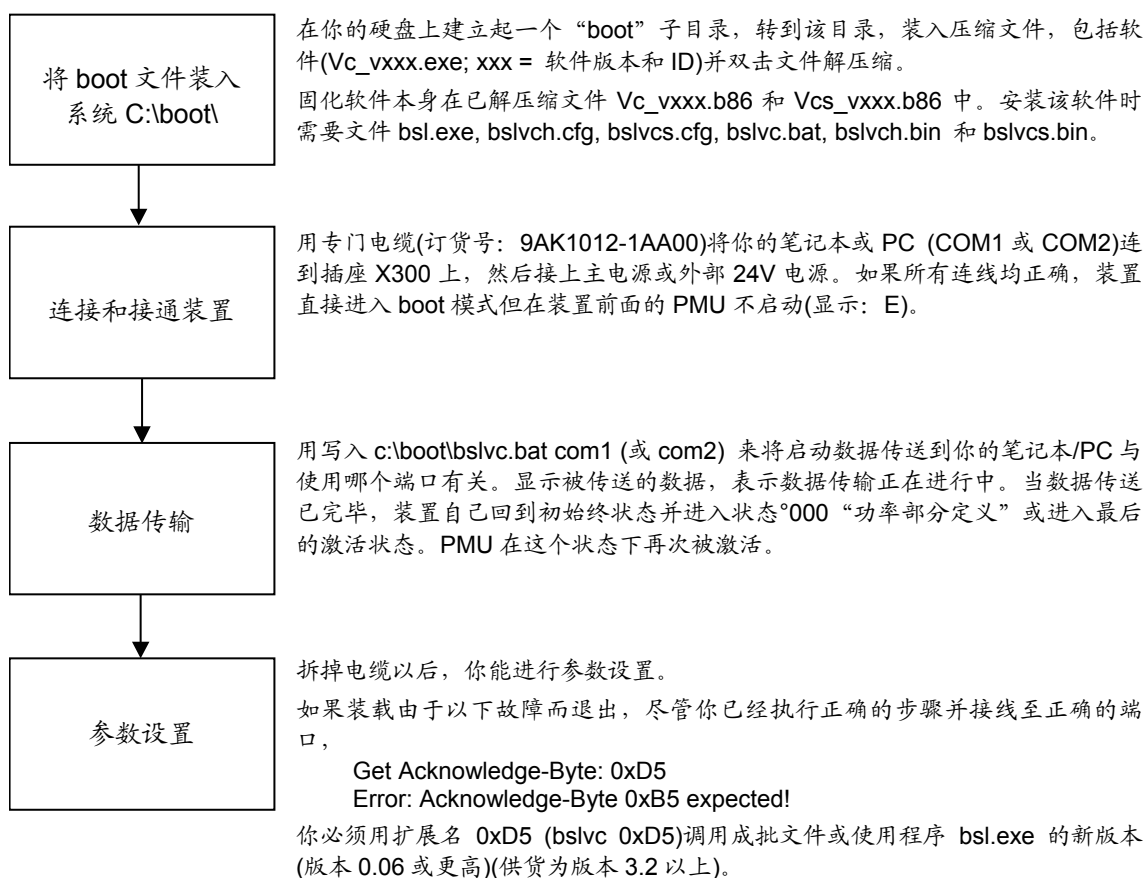 将 boot 文件装入
系统 C:\boot\
在你的硬盘上建立起一个“boot”子目录，转到该目录，装入压缩文件，包括软
件(Vc_vxxx.exe; xxx = 软件版本和 ID)并双击文件解压缩。
固化软件本身在已解压缩文件 Vc_vxxx.b86 和 Vcs_vxxx.b86 中。安装该软件时
需要文件 bsl.exe, bslvch.cfg, bslvcs.cfg, bslvc.bat, bslvch.bin 和 bslvcs.bin。
连接和接通装置
用专门电缆(订货号：9AK1012-1AA00)将你的笔记本或 PC (COM1 或 COM2)连
到插座 X300 上，然后接上主电源或外部 24V 电源。如果所有连线均正确，装置
直接进入 boot 模式但在装置前面的 PMU 不启动(显示：E)。
数据传输
用写入 c:\boot\bslvc.bat com1 (或 com2) 来将启动数据传送到你的笔记本/PC 与
使用哪个端口有关。显示被传送的数据，表示数据传输正在进行中。当数据传送
已完毕，装置自己回到初始终状态并进入状态°000“功率部分定义”或进入最后
的激活状态。PMU 在这个状态下再次被激活。
参数设置
拆掉电缆以后，你能进行参数设置。
如果装载由于以下故障而退出，尽管你已经执行正确的步骤并接线至正确的端
口，
Get Acknowledge-Byte: 0xD5
Error: Acknowledge-Byte 0xB5 expected!
你必须用扩展名 0xD5 (bslvc 0xD5)调用成批文件或使用程序 bsl.exe 的新版本
(版本 0.06 或更高)(供货为版本 3.2 以上)。